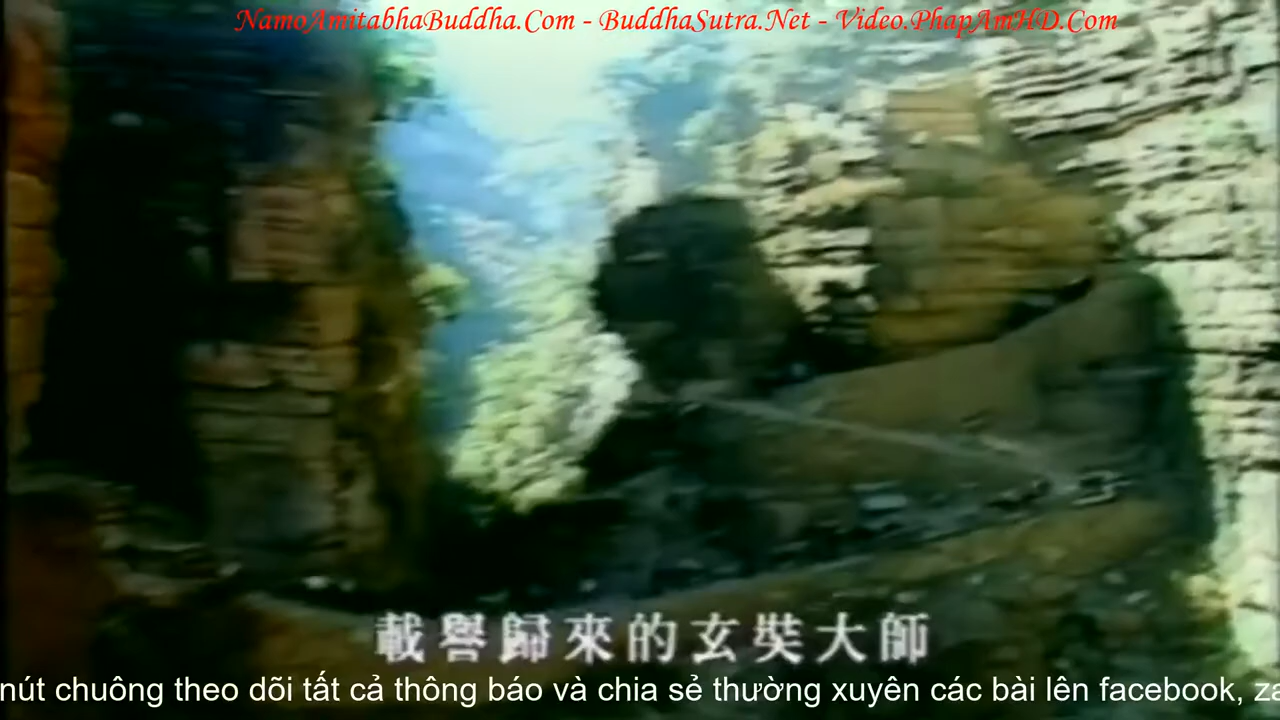 NamoAmitabhaBuddha.Com - BuddhaSutra.Net - Video.PhapAmHD.Com
載譽歸來的玄奘大師
nút chuông theo dõi tất cả thông báo và chia sẻ thường xuyên các bài lên facebook, za